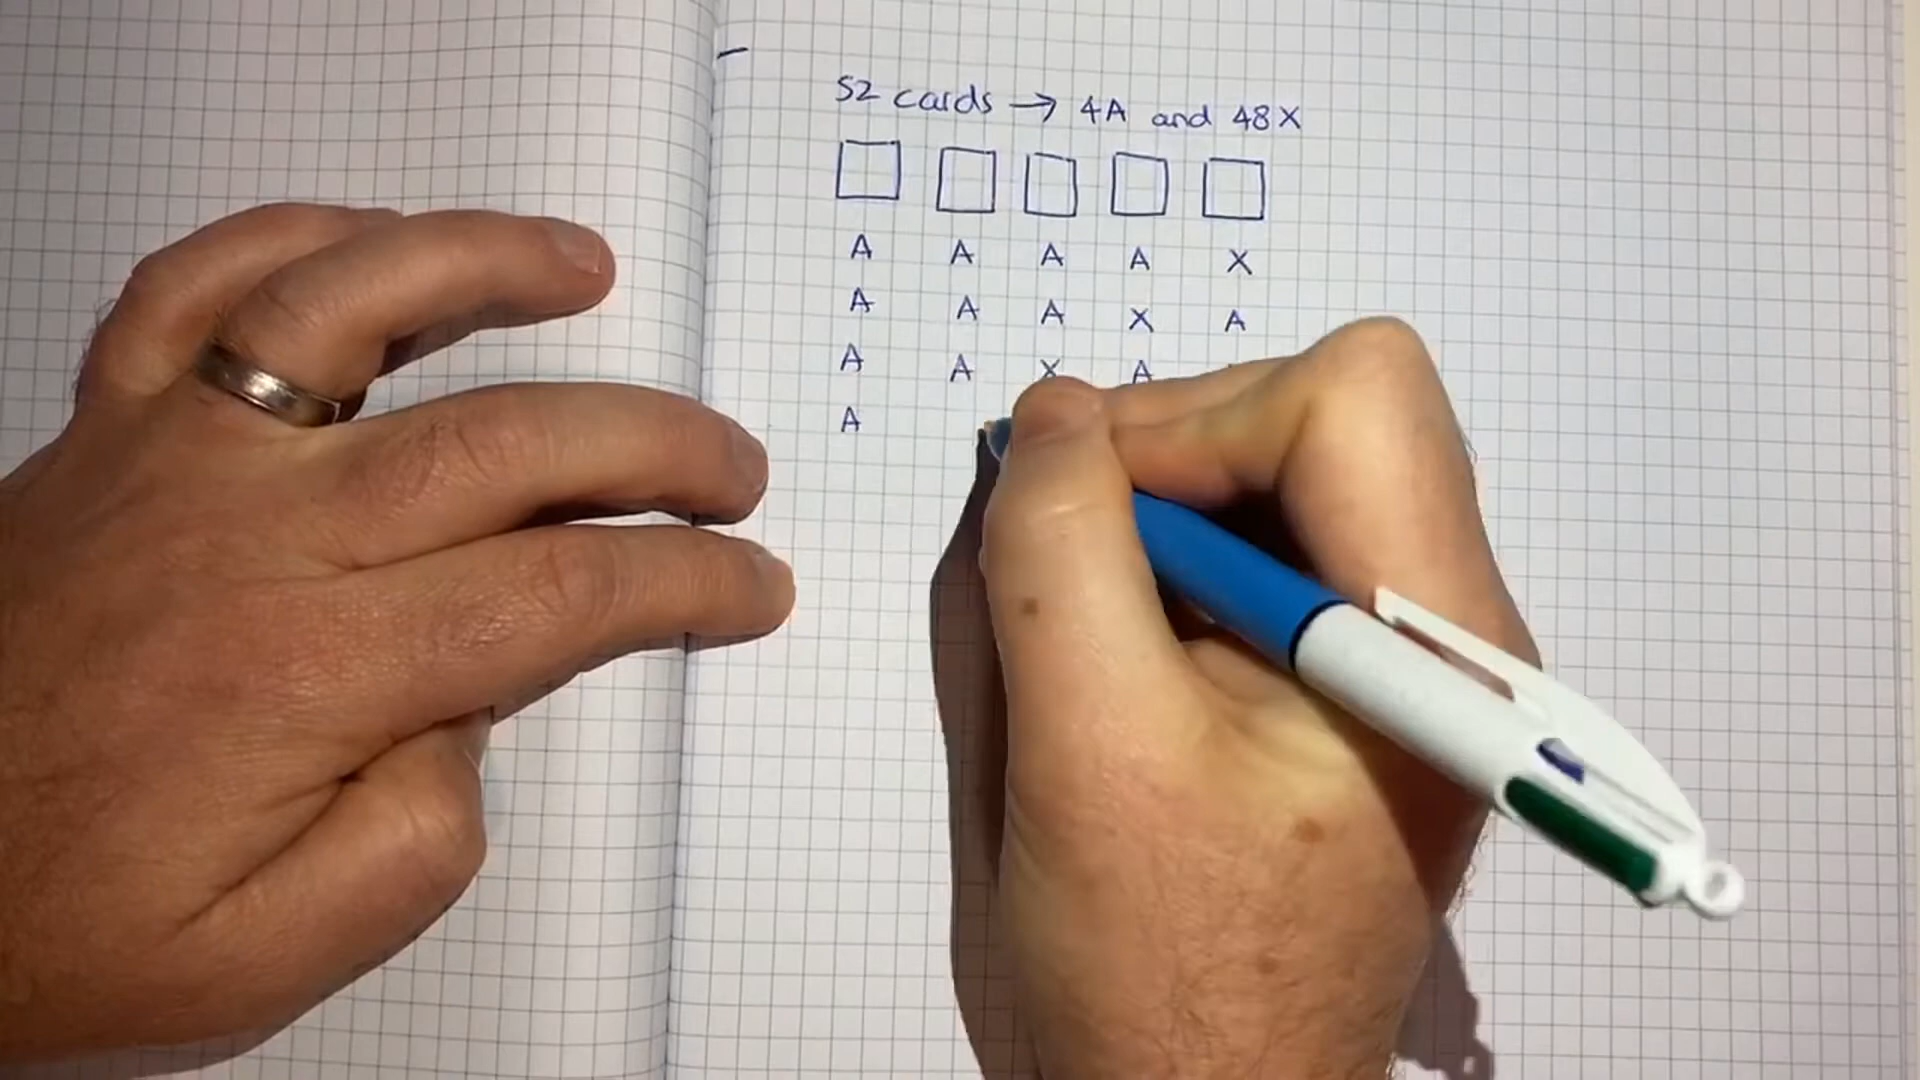 52 cards → 4A and 48X
A A A A X
A A A X A
A A X A
A